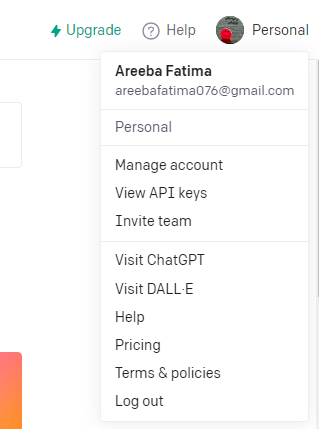 Upgrade
Help
Personal
Areeba Fatima
areebafatima076@gmail.com
Personal
Manage account
View API keys
Invite team
Visit ChatGPT
Visit DALL·E
Help
Pricing
Terms & policies
Log out